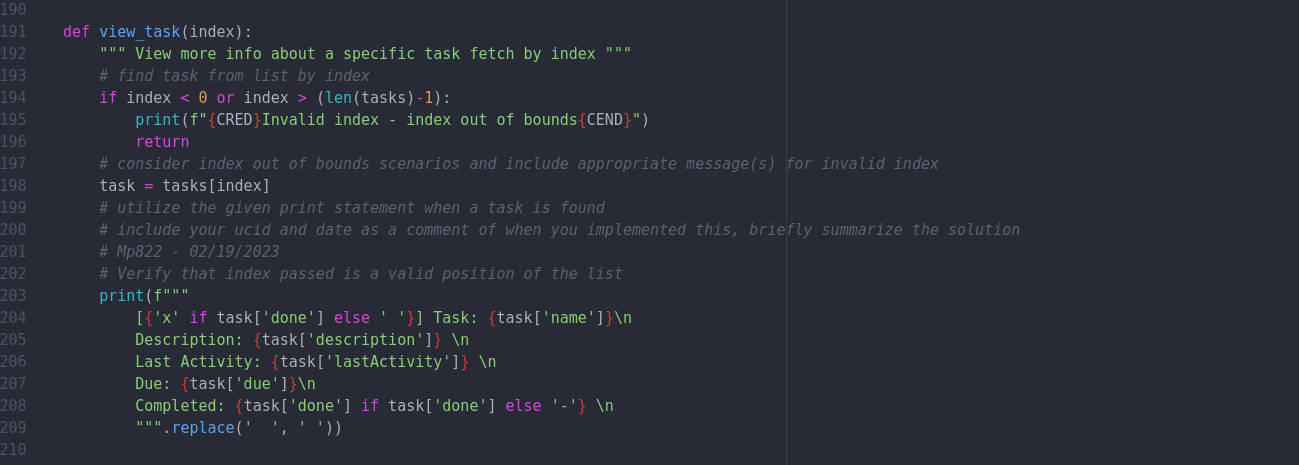 190
191 def view_task(index):
192 """ View more info about a specific task fetch by index """
193 # find task from list by index
194 if index < 0 or index > (len(tasks)-1):
195 print(f"{CRED}Invalid index - index out of bounds{CEND}")
196 return
197 # consider index out of bounds scenarios and include appropriate message(s) for invalid index
198 task = tasks[index]
199 # utilize the given print statement when a task is found
200 # include your ucid and date as a comment of when you implemented this, briefly summarize the solution
201 # Mp822 - 02/19/2023
202 # Verify that index passed is a valid position of the list
203 print(f"""
204 [{'x' if task['done'] else ' '}] Task: {task['name']}\n
205 Description: {task['description']} \n
206 Last Activity: {task['lastActivity']} \n
207 Due: {task['due']}\n
208 Completed: {task['done'] if task['done'] else '-'} \n
209 """.replace('  ', ' '))
210